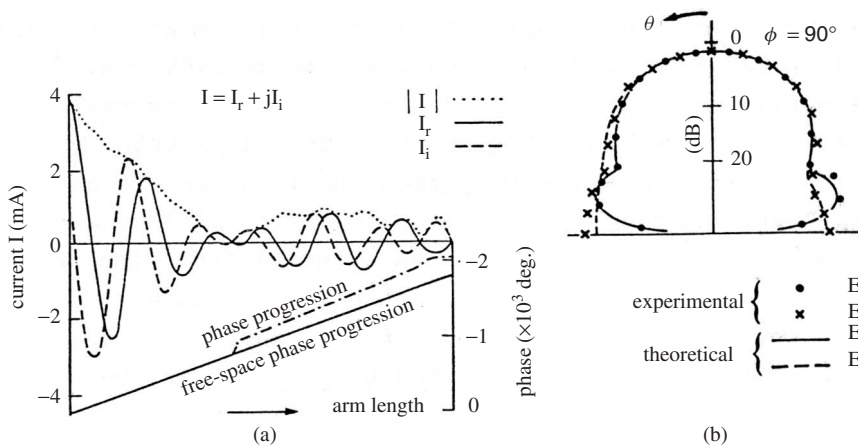 I = I_r + jI_i
| I |
I_r
I_i
current I (mA)
4
2
0
−2
−4
phase progression
free-space phase progression
arm length
−2
−1
0
phase (×10³ deg.)
(a)
θ
ϕ = 90°
0
10
20
(dB)
experimental
E
E
theoretical
E
E
(b)